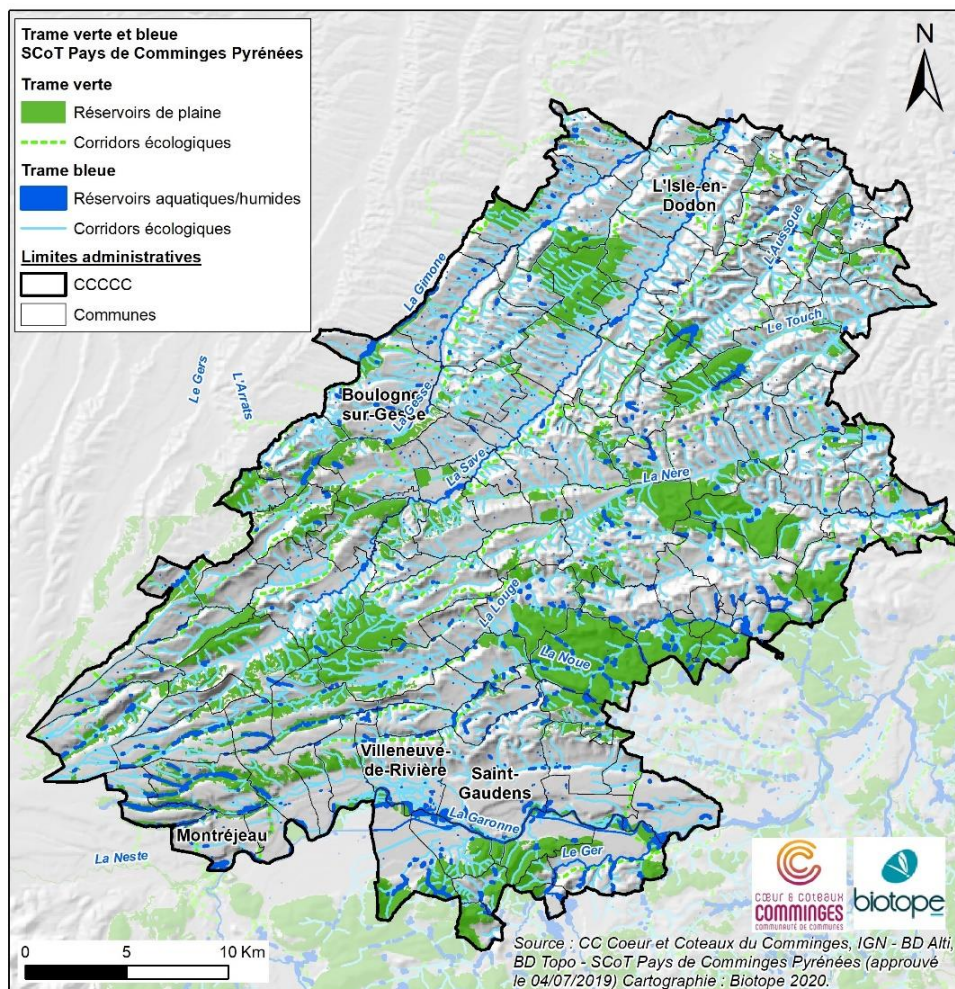 Trame verte et bleue
SCoT Pays de Comminges Pyrénées
Trame verte
Réservoirs de plaine
Corridors écologiques
Trame bleue
Réservoirs aquatiques/humides
Corridors écologiques
Limites administratives
CCCCC
Communes
N
L'Isle-en-
Dodon
L'Aussoue
La Gimone
Le Touch
Le Gers
L'Arrats
Boulogne-
sur-Gesse
La Gesse
La Save
La Nère
La Louge
La Noue
Villeneuve-
de-Rivière
Saint-
Gaudens
La Garonne
Montréjeau
La Neste
Le Ger
0 5 10 Km
CŒUR & COTEAUX
COMMINGES
COMMUNAUTÉ DE COMMUNES
biotope
Source : CC Coeur et Coteaux du Comminges, IGN - BD Alti,
BD Topo - SCoT Pays de Comminges Pyrénées (approuvé
le 04/07/2019) Cartographie : Biotope 2020.